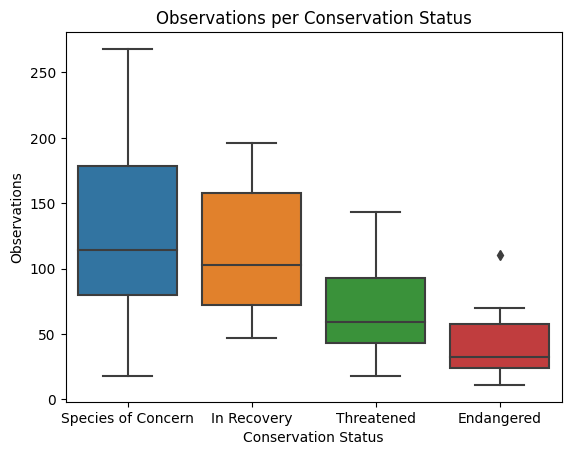 Observations per Conservation Status
Observations
250
200
150
100
50
0
Species of Concern
In Recovery
Threatened
Endangered
Conservation Status